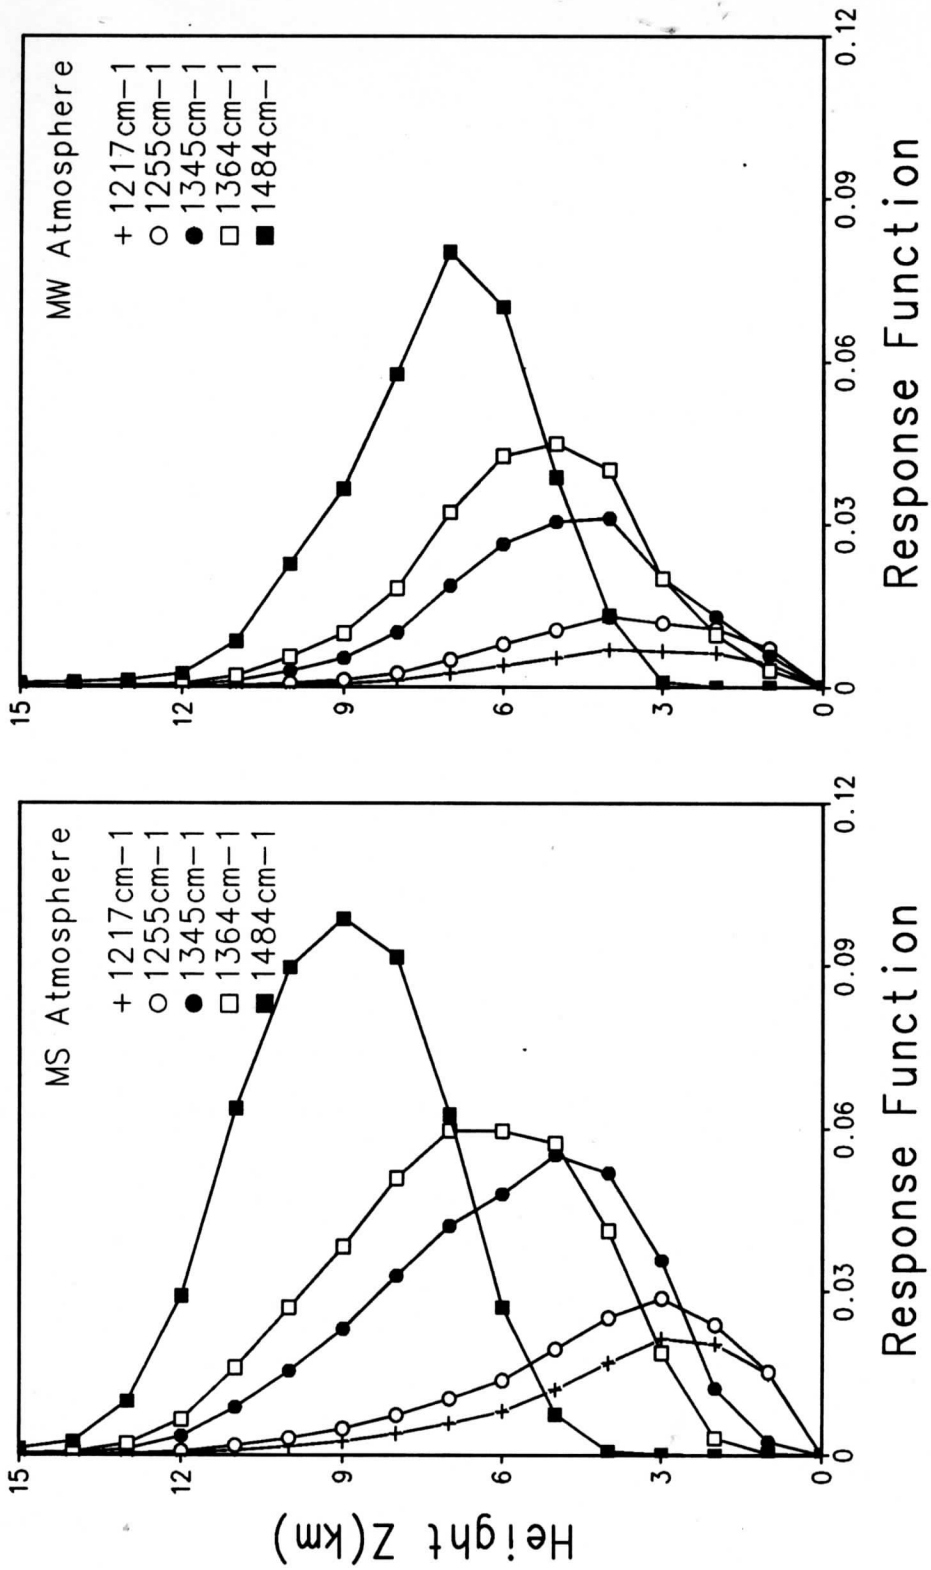 MS Atmosphere
+ 1217cm-1
○ 1255cm-1
● 1345cm-1
□ 1364cm-1
■ 1484cm-1
15
12
9
6
3
0
Height Z(km)
0
0.03
0.06
0.09
0.12
Response Function
MW Atmosphere
+ 1217cm-1
○ 1255cm-1
● 1345cm-1
□ 1364cm-1
■ 1484cm-1
15
12
9
6
3
0
0
0.03
0.06
0.09
0.12
Response Function